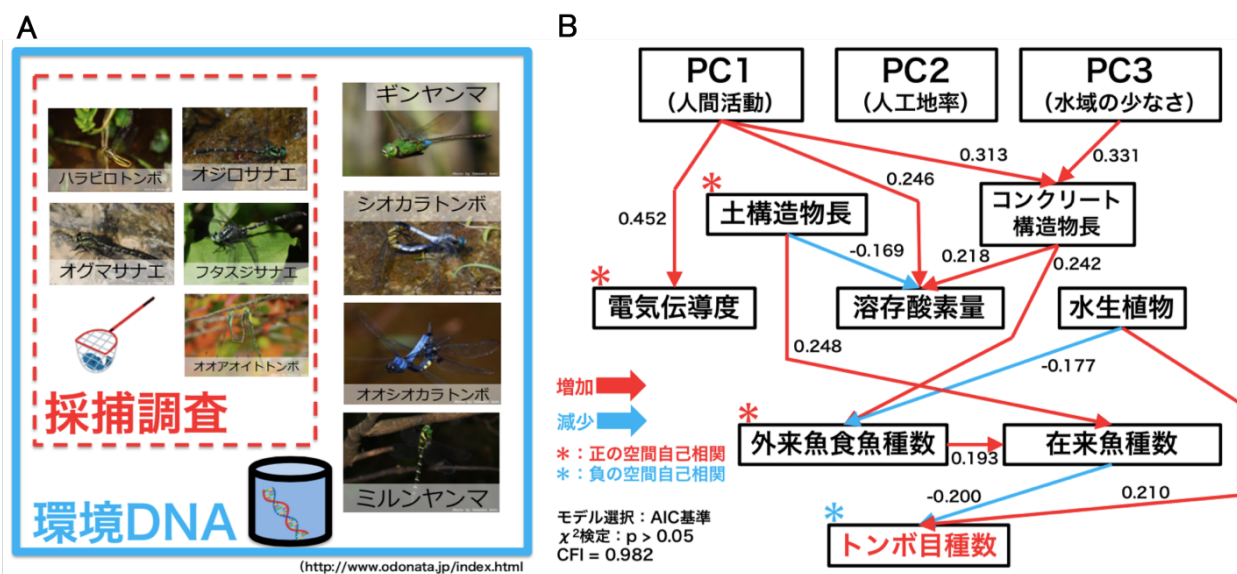 A
ハラビロトンボ
オジロサナエ
オグマサナエ
フタスジサナエ
オオアオイトトンボ
採捕調査
ギンヤンマ
シオカラトンボ
オオシオカラトンボ
ミルンヤンマ
環境DNA
(http://www.odonata.jp/index.html
B
PC1
(人間活動)
PC2
(人工地率)
PC3
(水域の少なさ)
0.313
0.331
0.246
0.452
*
土構造物長
コンクリート
構造物長
-0.169
0.218
0.242
*
電気伝導度
溶存酸素量
水生植物
0.248
-0.177
増加
減少
*：正の空間自己相関
*：負の空間自己相関
*
外来魚食魚種数
0.193
在来魚種数
-0.200
0.210
モデル選択：AIC基準
χ²検定：p > 0.05
CFI = 0.982
*
トンボ目種数